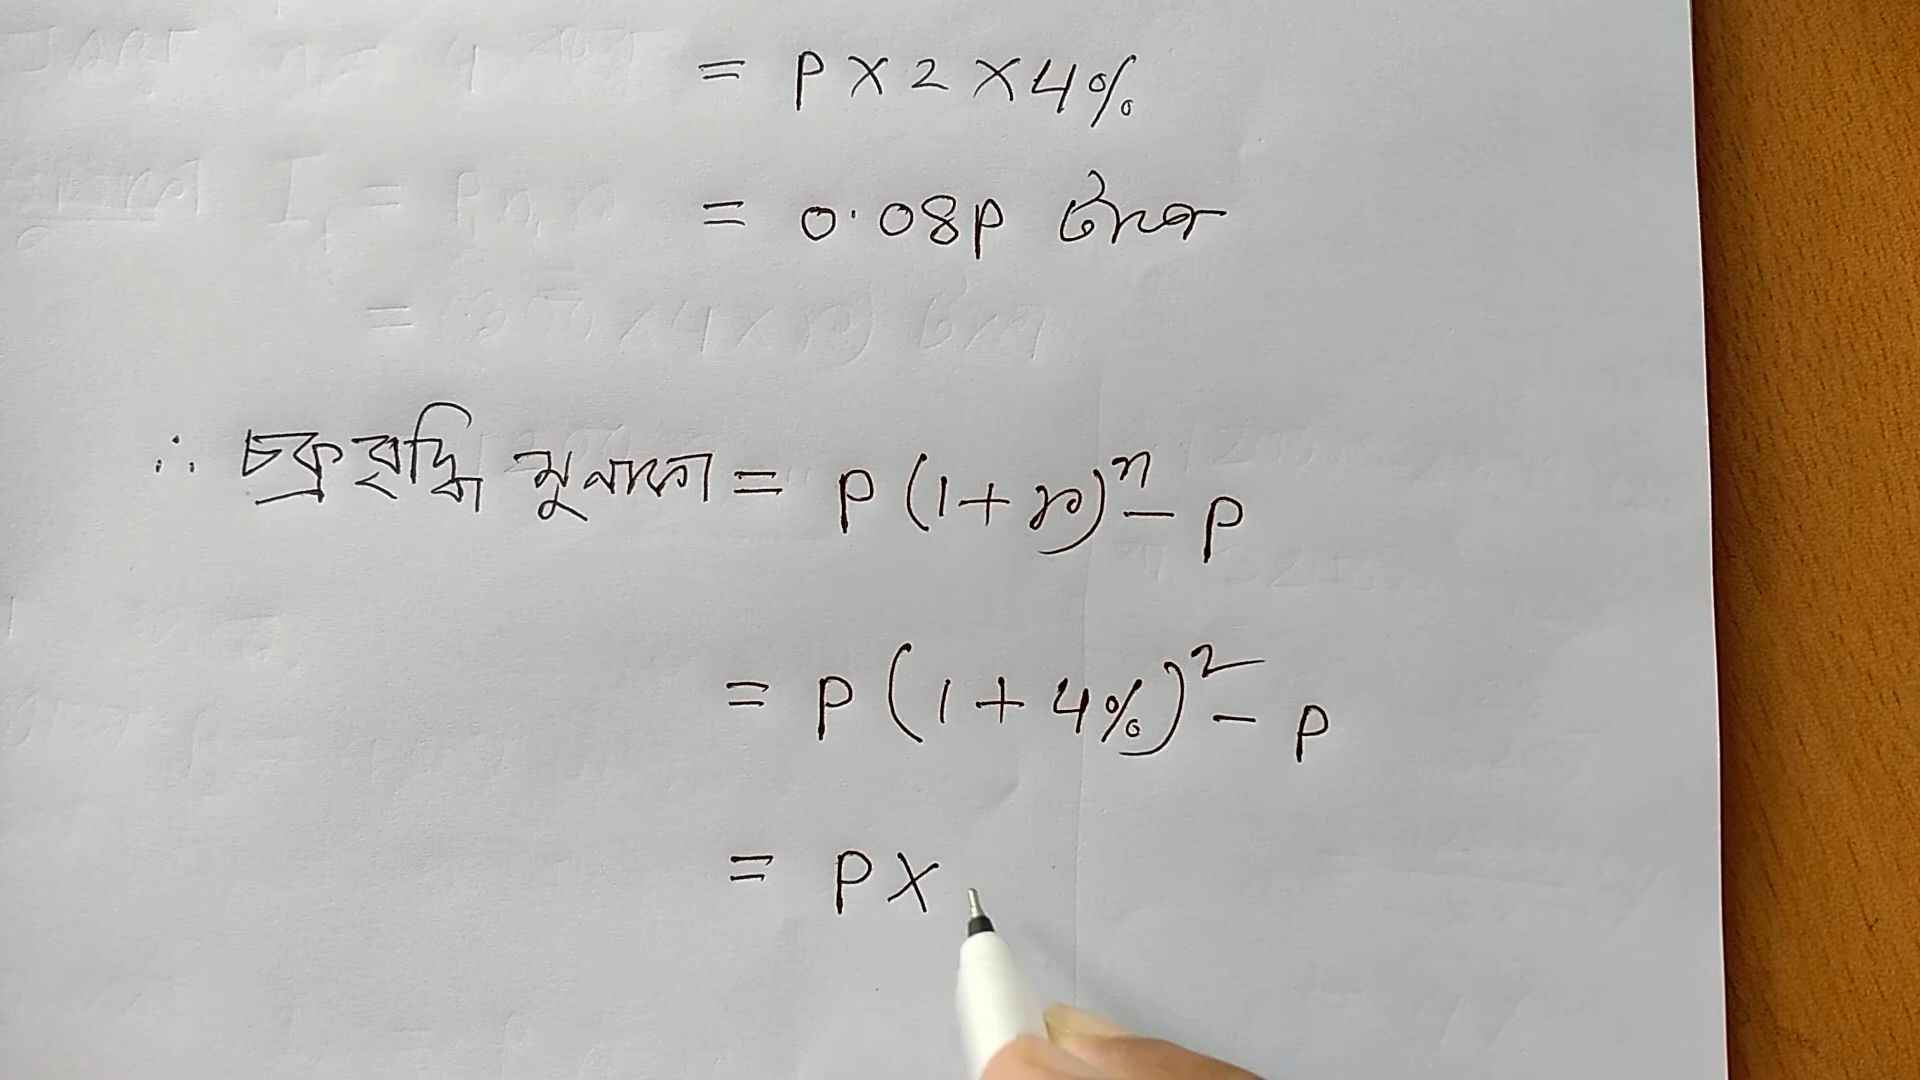 = P × 2 × 4%
= 0.08P টাকা
∴ চক্রবৃদ্ধি মুনাফা = P(1+r)ⁿ - P
= P(1+4%)² - P
= P×